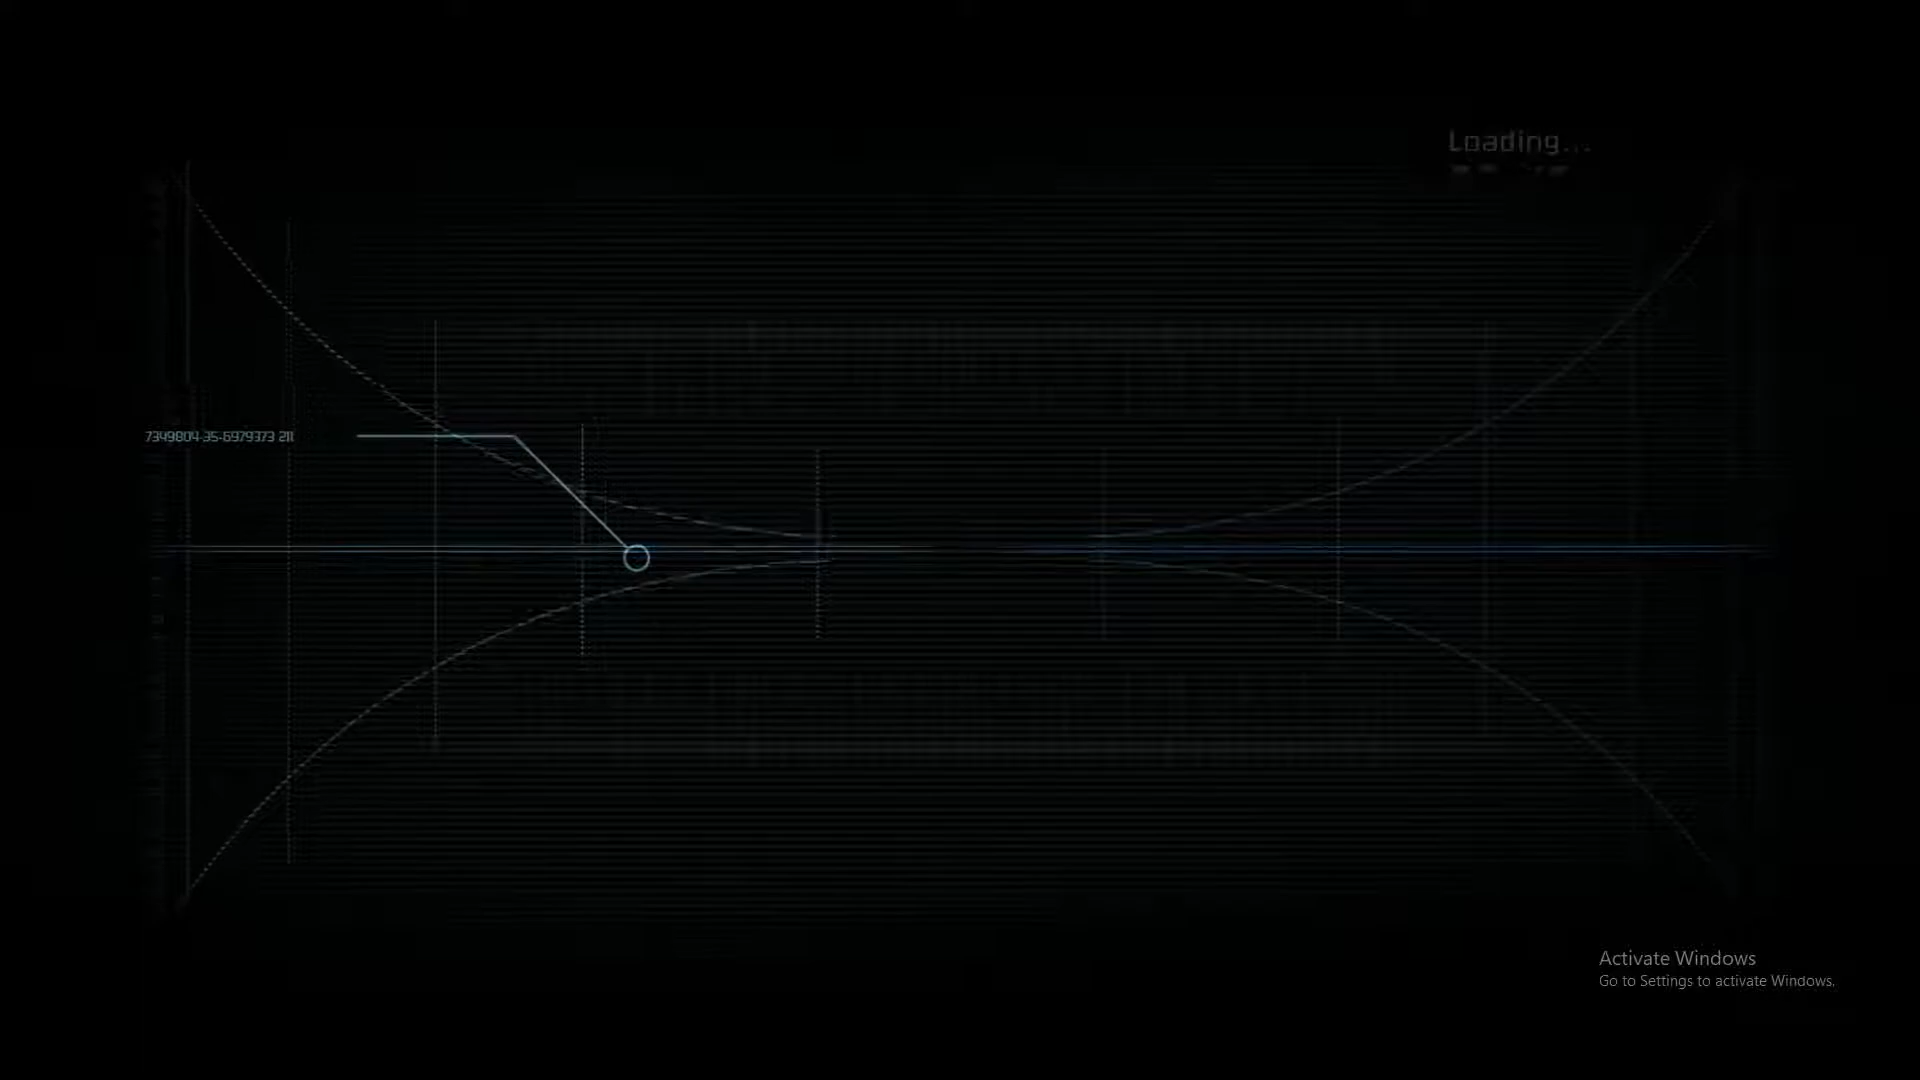 Loading...
7349804-35-6979373 211
Activate Windows
Go to Settings to activate Windows.